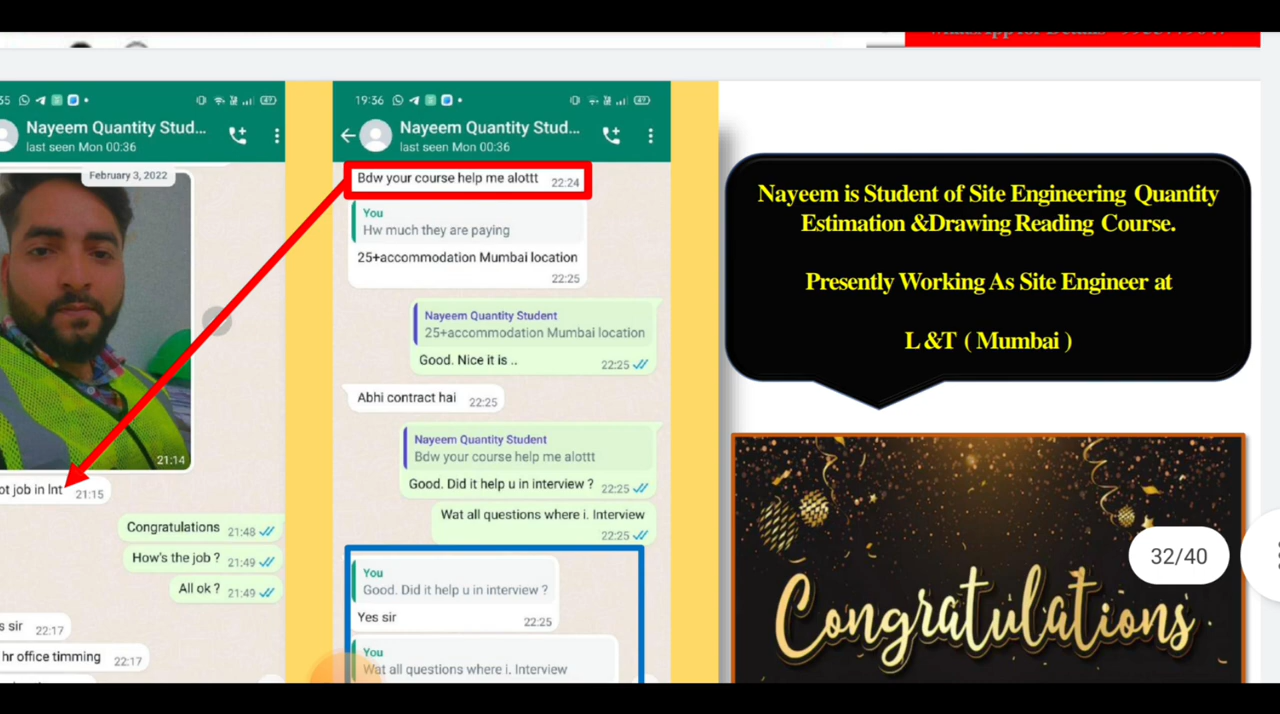 Nayeem Quantity Stud...
last seen Mon 00:36
February 3, 2022
21:14
job in lnt 21:15
Congratulations 21:48
How's the job ? 21:49
All ok ? 21:49
sir 22:17
hr office timming 22:17
19:36
Nayeem Quantity Stud...
last seen Mon 00:36
Bdw your course help me alottt 22:24
You
Hw much they are paying
25+accommodation Mumbai location
22:25
Nayeem Quantity Student
25+accommodation Mumbai location
Good. Nice it is .. 22:25
Abhi contract hai 22:25
Nayeem Quantity Student
Bdw your course help me alottt
Good. Did it help u in interview ? 22:25
Wat all questions where i. Interview
22:25
You
Good. Did it help u in interview ?
Yes sir 22:25
You
Wat all questions where i. Interview
Nayeem is Student of Site Engineering Quantity
Estimation &Drawing Reading Course.
Presently Working As Site Engineer at
L &T ( Mumbai )
Congratulations
32/40